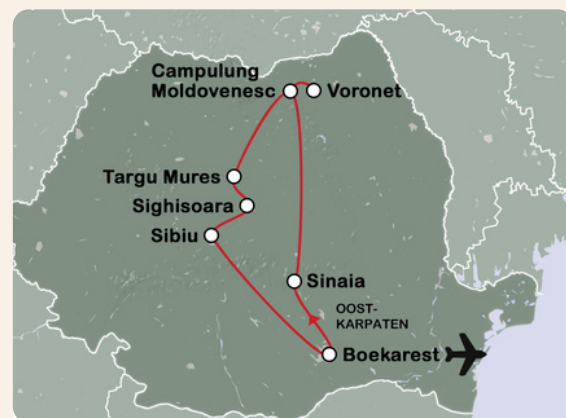 Campulung
Moldovenesc
Voronet
Targu Mures
Sighisoara
Sibiu
Sinaia
OOST-
KARPATEN
Boekarest